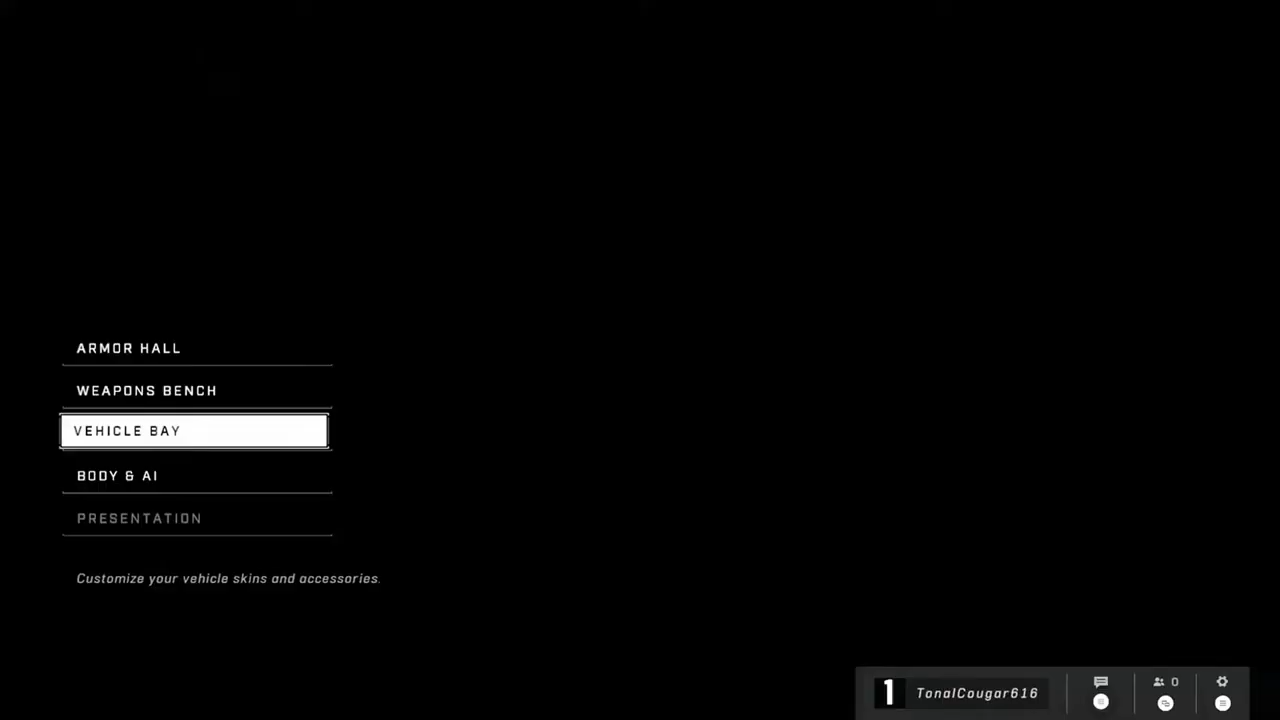 ARMOR HALL
WEAPONS BENCH
VEHICLE BAY
BODY & AI
PRESENTATION
Customize your vehicle skins and accessories.
1 TonalCougar616 0